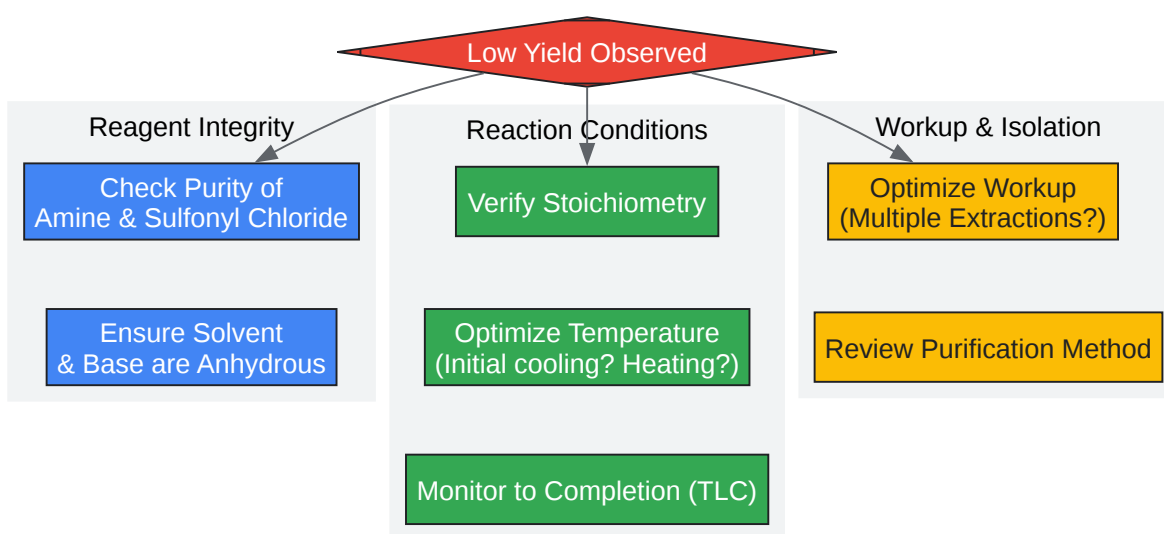 Low Yield Observed
Reagent Integrity
Check Purity of
Amine & Sulfonyl Chloride
Ensure Solvent
& Base are Anhydrous
Reaction Conditions
Verify Stoichiometry
Optimize Temperature
(Initial cooling? Heating?)
Monitor to Completion (TLC)
Workup & Isolation
Optimize Workup
(Multiple Extractions?)
Review Purification Method